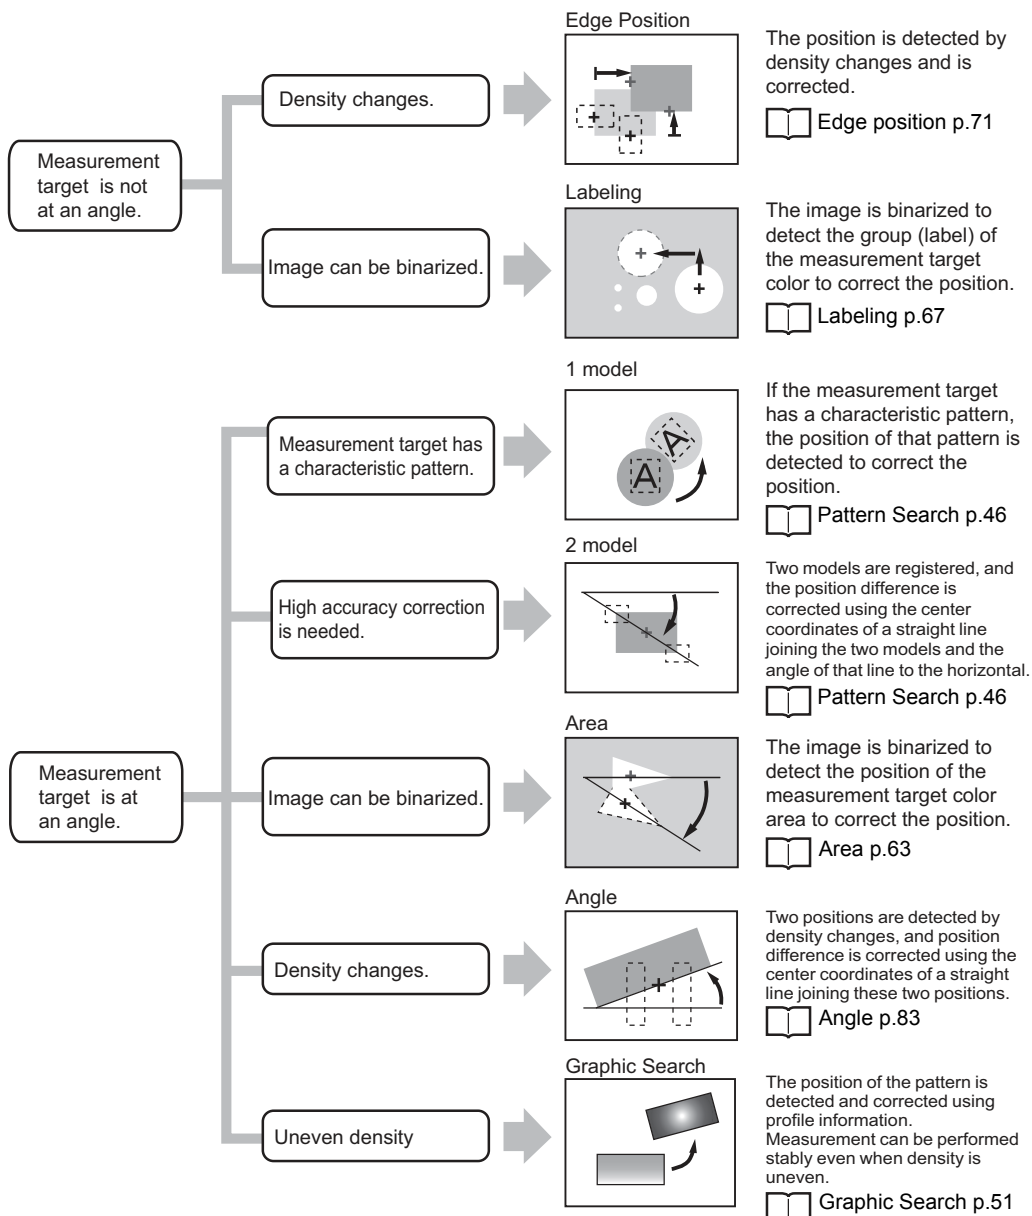 Edge Position
Measurement
target is not
at an angle.
Density changes.
The position is detected by
density changes and is
corrected.
Edge position p.71
Labeling
Image can be binarized.
The image is binarized to
detect the group (label) of
the measurement target
color to correct the position.
Labeling p.67
1 model
Measurement target has
a characteristic pattern.
A
A
If the measurement target
has a characteristic pattern,
the position of that pattern is
detected to correct the
position.
Pattern Search p.46
2 model
High accuracy correction
is needed.
Two models are registered, and
the position difference is
corrected using the center
coordinates of a straight line
joining the two models and the
angle of that line to the horizontal.
Pattern Search p.46
Measurement
target is at
an angle.
Area
Image can be binarized.
The image is binarized to
detect the position of the
measurement target color
area to correct the position.
Area p.63
Angle
Density changes.
Two positions are detected by
density changes, and position
difference is corrected using the
center coordinates of a straight
line joining these two positions.
Angle p.83
Graphic Search
Uneven density
The position of the pattern is
detected and corrected using
profile information.
Measurement can be performed
stably even when density is
uneven.
Graphic Search p.51